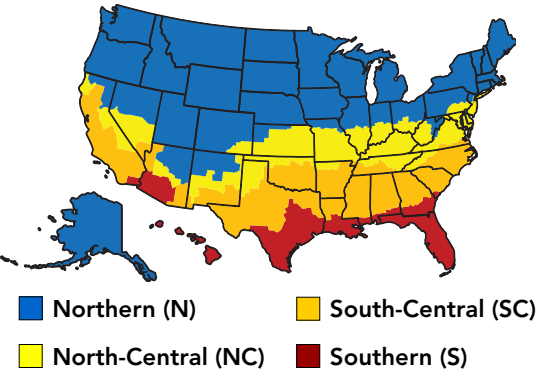 Northern (N)
South-Central (SC)
North-Central (NC)
Southern (S)